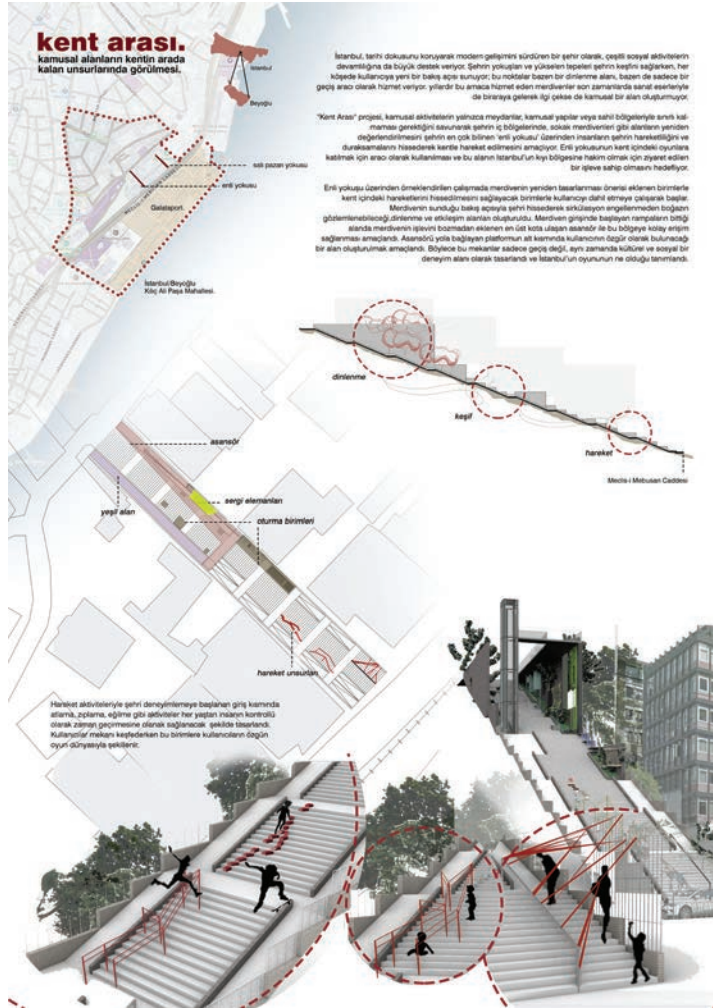 kent arası.
kamusal alanların kentin arada
kalan unsurlarında görülmesi.
İstanbul
Beyoğlu
salı pazarı yokusu
enli yokusu
Galataport.
İstanbul/Beyoğlu
Kılıç Ali Paşa Mahallesi.
İstanbul, tarihi dokusunu koruyarak modern gelişimini sürdüren bir şehir olarak, çeşitli sosyal aktivitelerin
devamlılığına da büyük destek veriyor. Şehrin yokuşları ve yükselen tepeleri şehrin keşfini sağlarken, her
köşede kullanıcıya yeni bir bakış açısı sunuyor; bu noktalar bazen bir dinlenme alanı, bazen de sadece bir
geçiş aracı olarak hizmet veriyor. yıllardır bu amaca hizmet eden merdivenler son zamanlarda sanat eserleriyle
de biraraya gelerek ilgi çekse de kamusal bir alan oluşturmuyor.
"Kent Arası" projesi, kamusal aktivitelerin yalnızca meydanlar, kamusal yapılar veya sahil bölgeleriyle sınırlı kal-
maması gerektiğini savunarak şehrin iç bölgelerinde, sokak merdivenleri gibi alanların yeniden
değerlendirilmesini şehrin en çok bilinen 'enli yokuşu' üzerinden insanların şehrin hareketliliğini ve
duraksamalarını hissederek kentle hareket edilmesini amaçlıyor. Enli yokusunun kent içindeki oyunlara
katılmak için aracı olarak kullanılması ve bu alanın İstanbul'un kıyı bölgesine hakim olmak için ziyaret edilen
bir işleve sahip olmasını hedefliyor.
Enli yokuşu üzerinden örneklendirilen çalışmada merdivenin yeniden tasarlanması önerisi eklenen birimlerle
kent içindeki hareketlerini hissedilmesini sağlayacak birimlerle kullanıcıyı dahil etmeye çalışarak başlar.
Merdivenin sunduğu bakış açısıyla şehri hissederek sirkülasyon engellenmeden boğazın
gözlemlenebileceği,dinlenme ve etkileşim alanları oluşturuldu. Merdiven girişinde başlayan rampaların bittiği
alanda merdivenin işlevini bozmadan eklenen en üst kota ulaşan asansör ile bu bölgeye kolay erişim
sağlanması amaçlandı. Asansörü yola bağlayan platformun alt kısmında kullanıcının özgür olarak bulunacağı
bir alan oluşturulmak amaçlandı. Böylece bu mekanlar sadece geçiş değil, aynı zamanda kültürel ve sosyal bir
deneyim alanı olarak tasarlandı ve İstanbul'un oyununun ne olduğu tanımlandı.
dinlenme
keşif
hareket
Meclis-i Mebusan Caddesi
asansör
yeşil alan
sergi elemanları
oturma birimleri
hareket unsurları
Hareket aktiviteleriyle şehri deneyimlemeye başlanan giriş kısmında
atlama, zıplama, eğilme gibi aktiviteler her yaştan insanın kontrollü
olarak zaman geçirmesine olanak sağlanacak şekilde tasarlandı.
Kullanıcılar mekanı keşfederken bu birimlere kullanıcıların özgün
oyun dünyasıyla şekillenir.